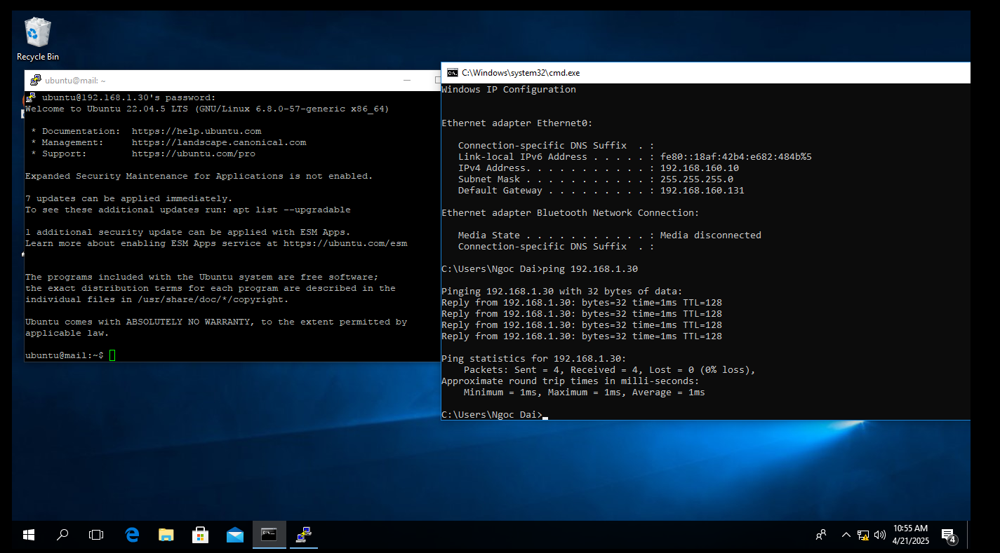 Recycle Bin
ubuntu@mail: ~
ubuntu@192.168.1.30's password:
Welcome to Ubuntu 22.04.5 LTS (GNU/Linux 6.8.0-57-generic x86_64)
* Documentation:  https://help.ubuntu.com
* Management:     https://landscape.canonical.com
* Support:        https://ubuntu.com/pro
Expanded Security Maintenance for Applications is not enabled.
7 updates can be applied immediately.
To see these additional updates run: apt list --upgradable
1 additional security update can be applied with ESM Apps.
Learn more about enabling ESM Apps service at https://ubuntu.com/esm
The programs included with the Ubuntu system are free software;
the exact distribution terms for each program are described in the
individual files in /usr/share/doc/*/copyright.
Ubuntu comes with ABSOLUTELY NO WARRANTY, to the extent permitted by
applicable law.
ubuntu@mail:~$
C:\Windows\system32\cmd.exe
Windows IP Configuration
Ethernet adapter Ethernet0:
Connection-specific DNS Suffix  . :
Link-local IPv6 Address . . . . . : fe80::18af:42b4:e682:484b%5
IPv4 Address. . . . . . . . . . . : 192.168.160.10
Subnet Mask . . . . . . . . . . . : 255.255.255.0
Default Gateway . . . . . . . . . : 192.168.160.131
Ethernet adapter Bluetooth Network Connection:
Media State . . . . . . . . . . . : Media disconnected
Connection-specific DNS Suffix  . :
C:\Users\Ngoc Dai>ping 192.168.1.30
Pinging 192.168.1.30 with 32 bytes of data:
Reply from 192.168.1.30: bytes=32 time=1ms TTL=128
Reply from 192.168.1.30: bytes=32 time=1ms TTL=128
Reply from 192.168.1.30: bytes=32 time=1ms TTL=128
Reply from 192.168.1.30: bytes=32 time=1ms TTL=128
Ping statistics for 192.168.1.30:
Packets: Sent = 4, Received = 4, Lost = 0 (0% loss),
Approximate round trip times in milli-seconds:
Minimum = 1ms, Maximum = 1ms, Average = 1ms
C:\Users\Ngoc Dai>
10:55 AM
4/21/2025
4